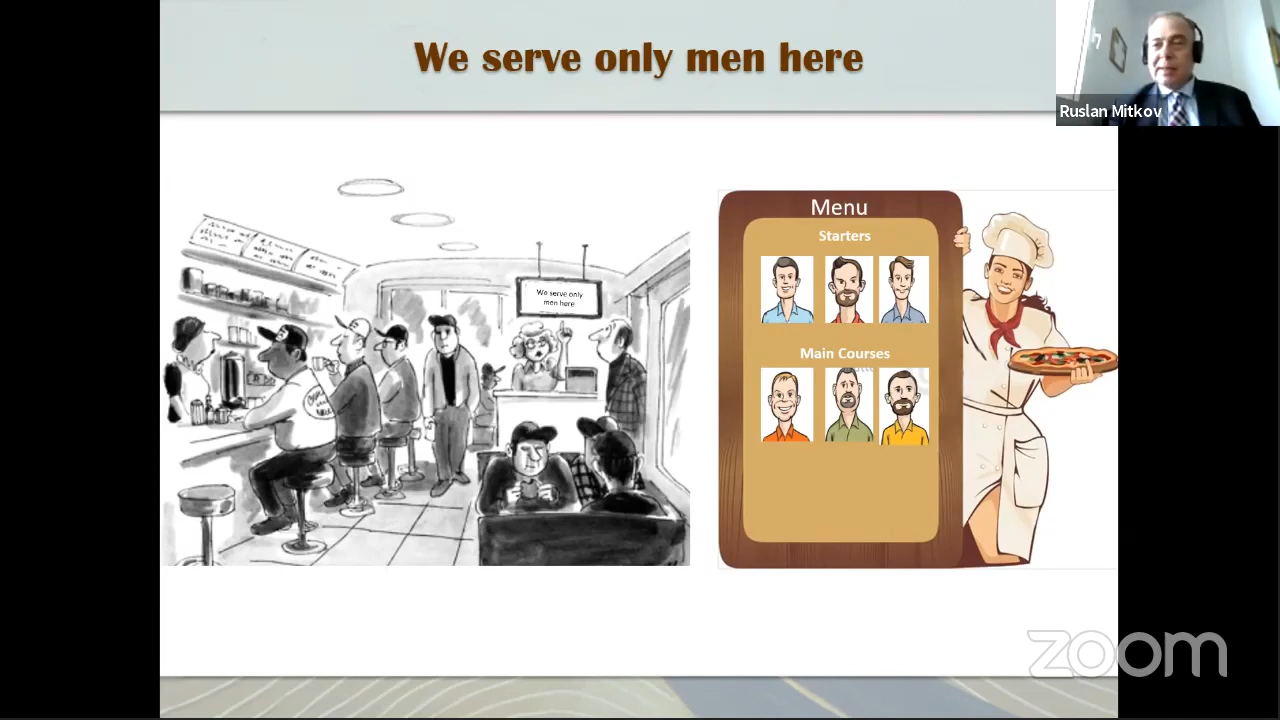 We serve only men here
Ruslan Mitkov
We serve only
men here
Menu
Starters
Main Courses
zoom